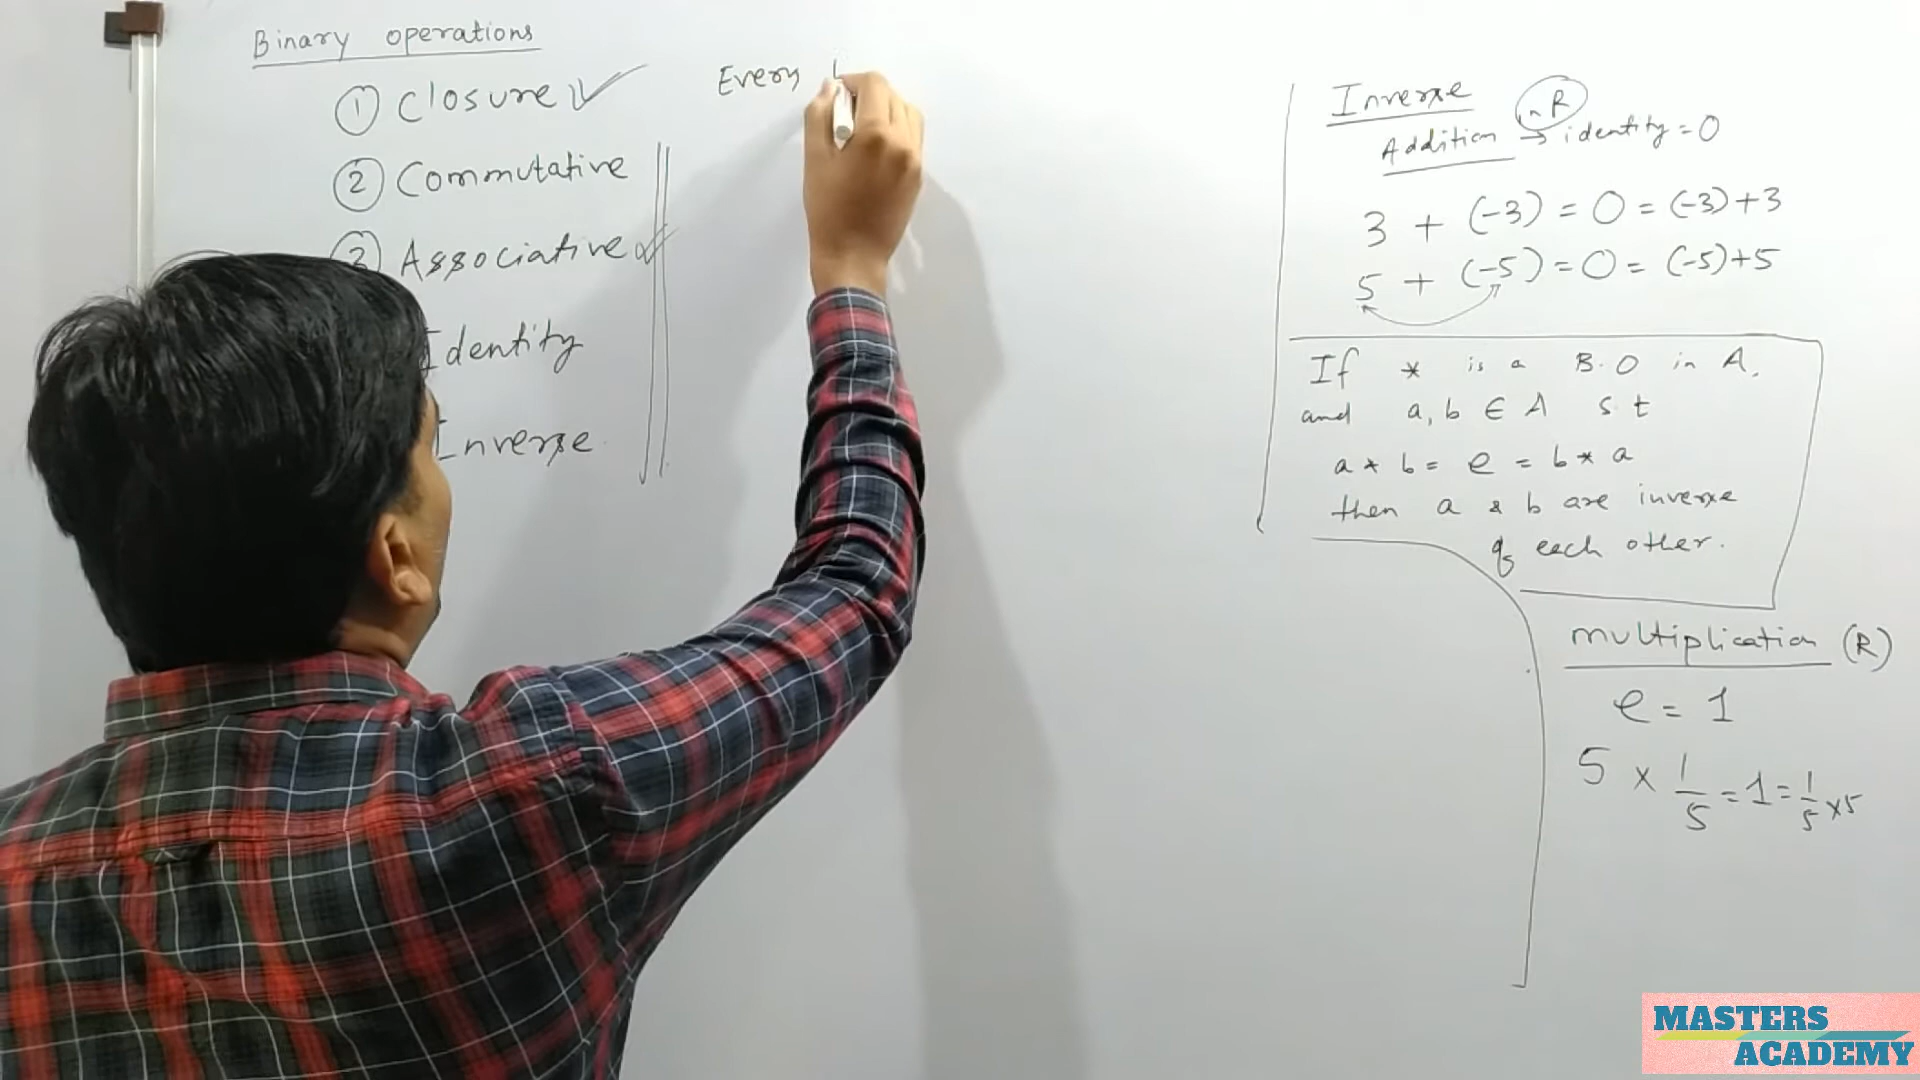 Binary operations
① Closure ✓
② Commutative
③ Associative
Identity
Inverse
Every
Inverse
Addition in R → identity = 0
3 + (-3) = 0 = (-3)+3
5 + (-5) = 0 = (-5)+5
If * is a B.O in A.
and a, b ∈ A s.t
a * b = e = b * a
then a & b are inverse
of each other.
multiplication (R)
e = 1
5 × 1/5 = 1 = 1/5 × 5
MASTERS
ACADEMY